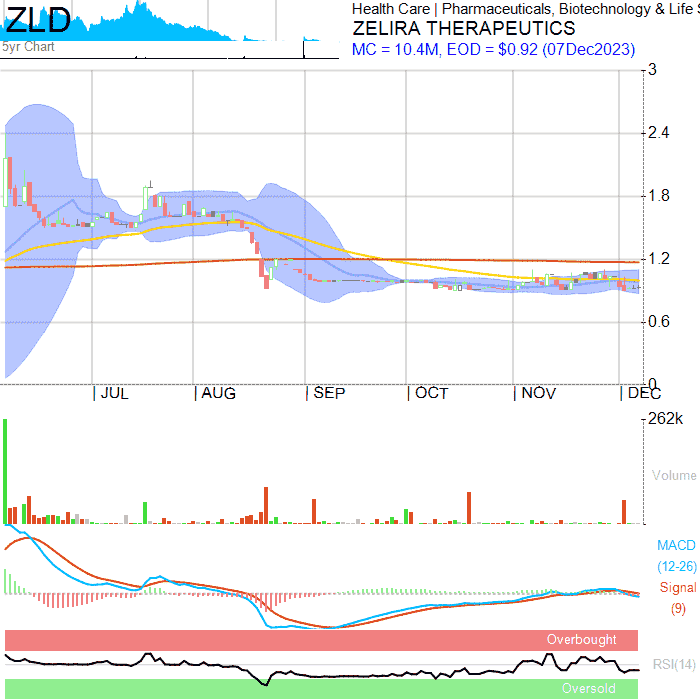 ZLD
5yr Chart
Health Care | Pharmaceuticals, Biotechnology & Life S
ZELIRA THERAPEUTICS
MC = 10.4M, EOD = $0.92 (07Dec2023)
3
2.4
1.8
1.2
0.6
0
JUL AUG SEP OCT NOV DEC
262k
Volume
MACD
(12-26)
Signal
(9)
Overbought
RSI(14)
Oversold